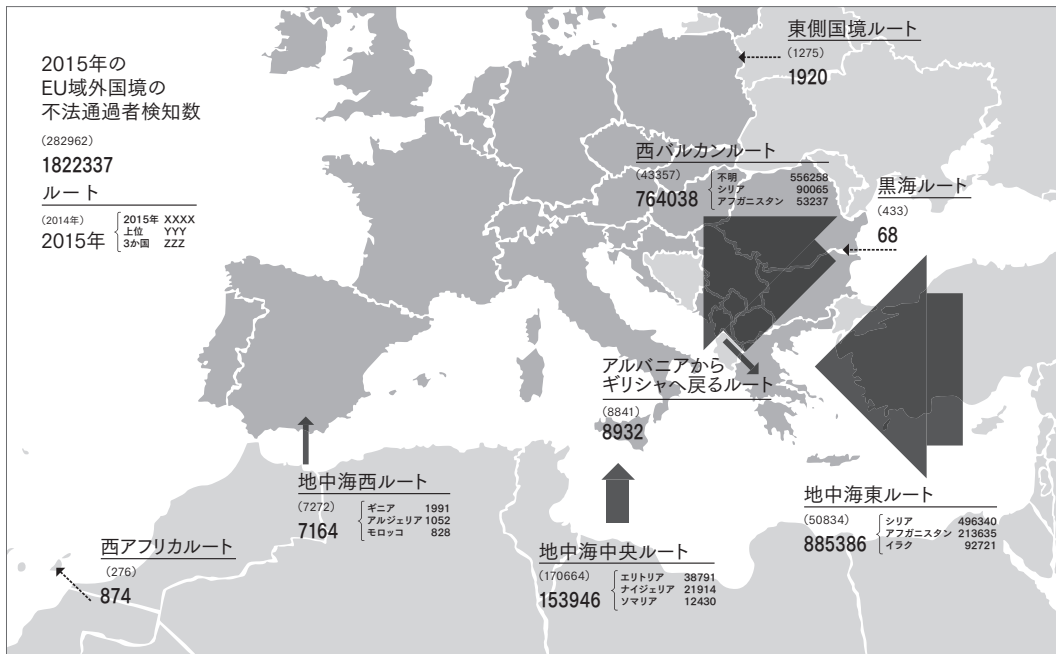 2015年の
EU域外国境の
不法通過者検知数
(282962)
1822337
ルート
(2014年)
2015年
2015年 XXXX
上位 YYY
3か国 ZZZ
東側国境ルート
(1275)
1920
西バルカンルート
(43357)
764038
不明 556258
シリア 90065
アフガニスタン 53237
黒海ルート
(433)
68
アルバニアから
ギリシャへ戻るルート
(8841)
8932
地中海西ルート
(7272)
7164
ギニア 1991
アルジェリア 1052
モロッコ 828
地中海東ルート
(50834)
885386
シリア 496340
アフガニスタン 213635
イラク 92721
西アフリカルート
(276)
874
地中海中央ルート
(170664)
153946
エリトリア 38791
ナイジェリア 21914
ソマリア 12430